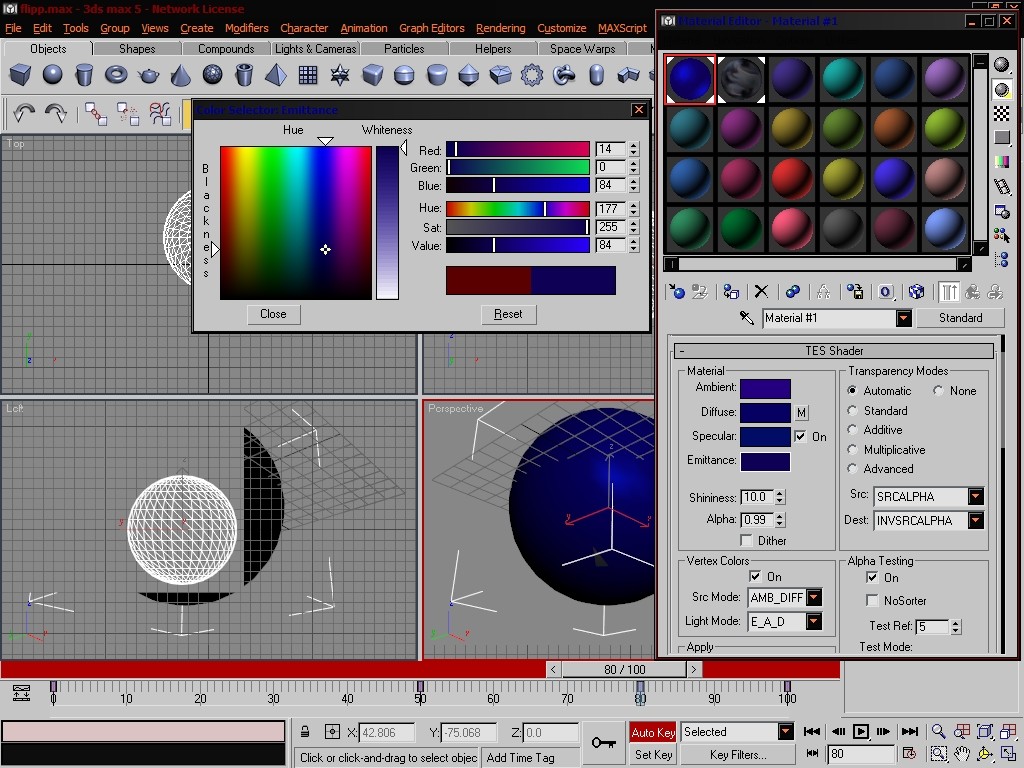 flipp.max - 3ds max 5 - Network License
File Edit Tools Group Views Create Modifiers Character Animation Graph Editors Rendering Customize MAXScript
Objects Shapes Compounds Lights & Cameras Particles Helpers Space Warps
Top
Color Selector: Emittance
Hue Whiteness
Blackness
Red: 14
Green: 0
Blue: 84
Hue: 177
Sat: 255
Value: 84
Close Reset
Left
Perspective
Material Editor - Material #1
Material #1 Standard
- TES Shader
Material
Ambient:
Diffuse: M
Specular: On
Emittance:
Shininess: 10.0
Alpha: 0.99
Dither
Transparency Modes
Automatic None
Standard
Additive
Multiplicative
Advanced
Src: SRCALPHA
Dest: INVSRCALPHA
Vertex Colors
On
Src Mode: AMB_DIFF
Light Mode: E_A_D
Apply
Alpha Testing
On
NoSorter
Test Ref: 5
Test Mode:
< 80 / 100 >
0 10 20 30 40 50 60 70 80 90 100
X: 42.806 Y: -75.068 Z: 0.0
Auto Key Selected
Click or click-and-drag to select objec Add Time Tag
Set Key Key Filters... 80